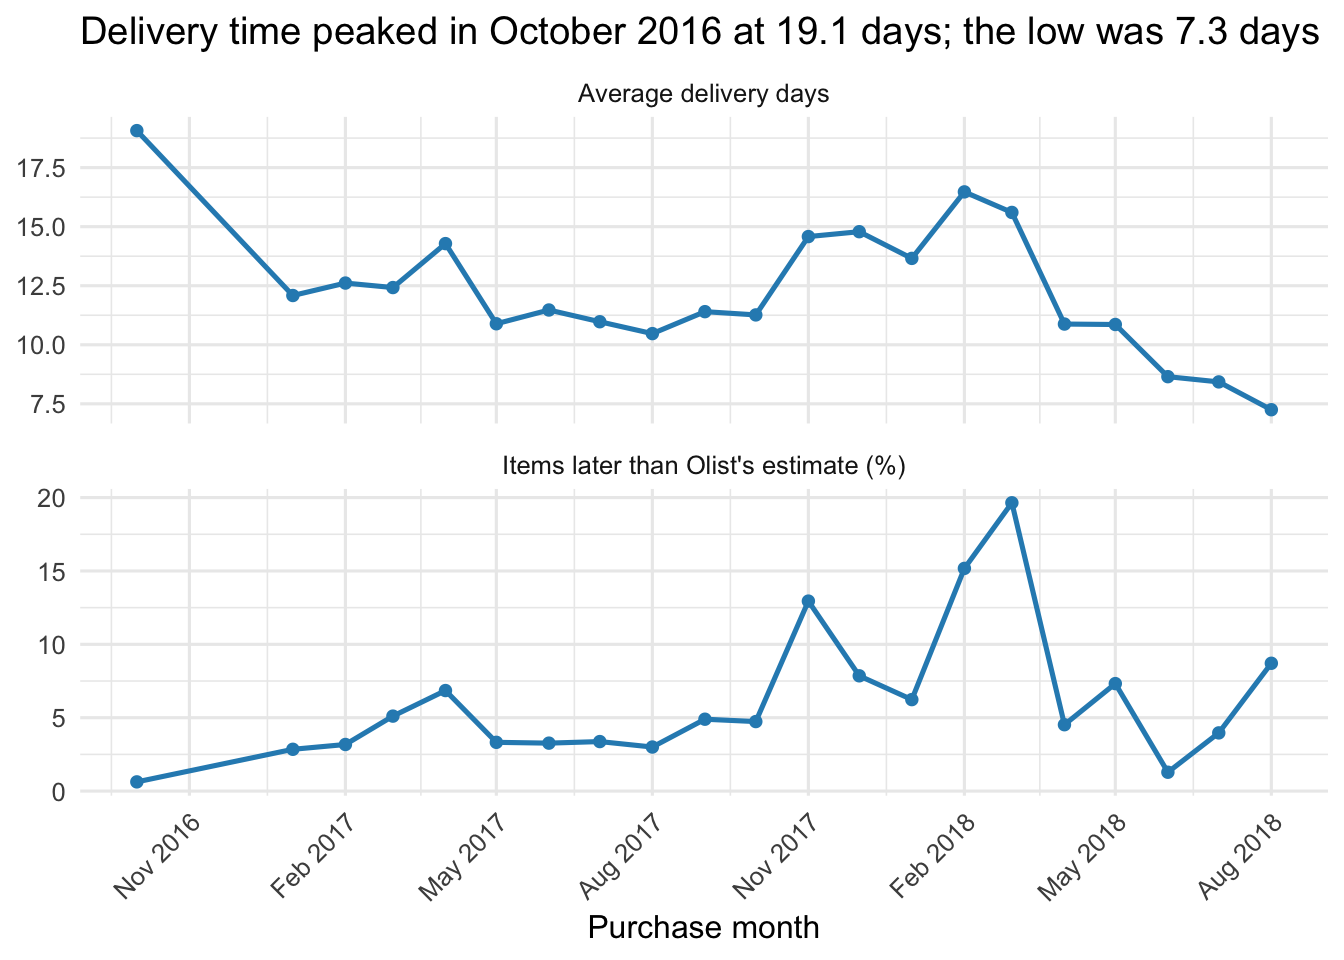 Delivery time peaked in October 2016 at 19.1 days; the low was 7.3 days
Average delivery days
17.5
15.0
12.5
10.0
7.5
Items later than Olist's estimate (%)
20
15
10
5
0
Nov 2016
Feb 2017
May 2017
Aug 2017
Nov 2017
Feb 2018
May 2018
Aug 2018
Purchase month